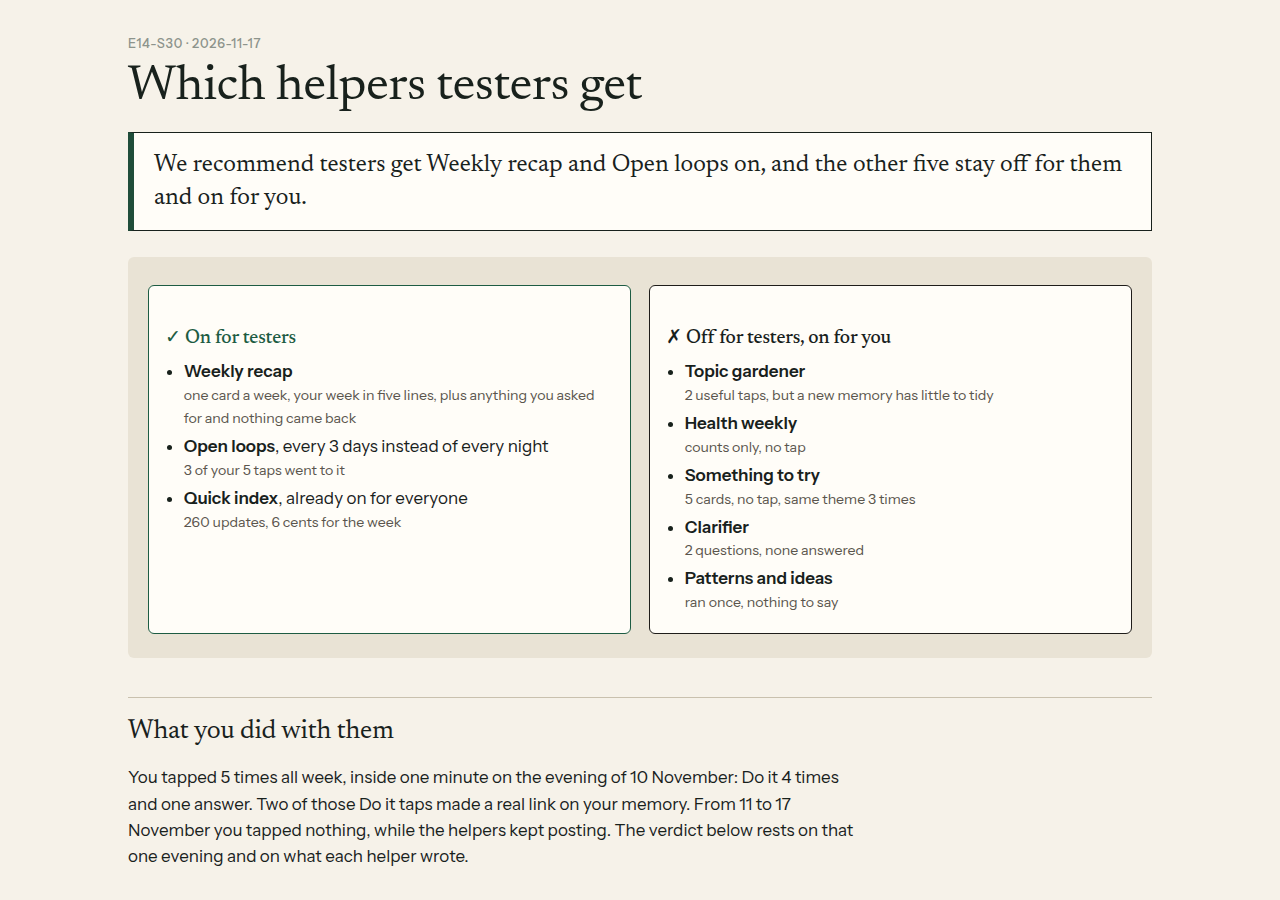 E14-S30 · 2026-11-17
Which helpers testers get
We recommend testers get Weekly recap and Open loops on, and the other five stay off for them
and on for you.
✓ On for testers
• Weekly recap
one card a week, your week in five lines, plus anything you asked
for and nothing came back
• Open loops, every 3 days instead of every night
3 of your 5 taps went to it
• Quick index, already on for everyone
260 updates, 6 cents for the week
✗ Off for testers, on for you
• Topic gardener
2 useful taps, but a new memory has little to tidy
• Health weekly
counts only, no tap
• Something to try
5 cards, no tap, same theme 3 times
• Clarifier
2 questions, none answered
• Patterns and ideas
ran once, nothing to say
What you did with them
You tapped 5 times all week, inside one minute on the evening of 10 November: Do it 4 times
and one answer. Two of those Do it taps made a real link on your memory. From 11 to 17
November you tapped nothing, while the helpers kept posting. The verdict below rests on that
one evening and on what each helper wrote.